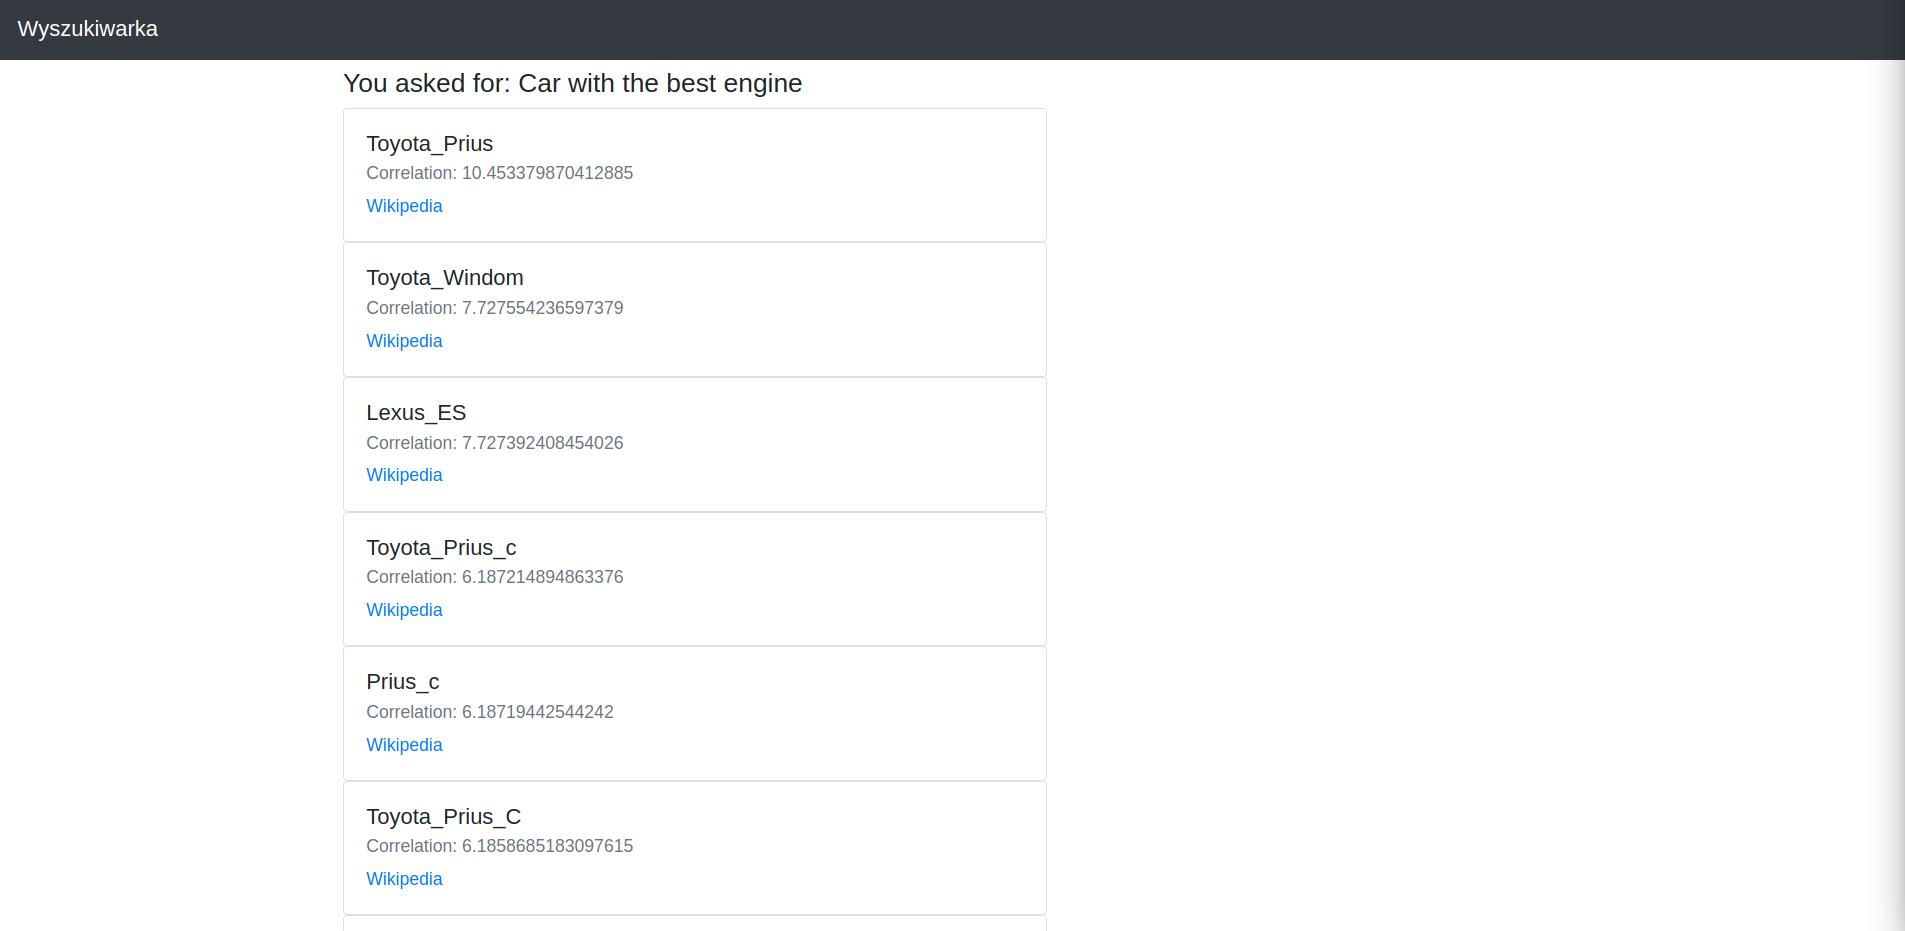 Wyszukiwarka
You asked for: Car with the best engine
Toyota_Prius
Correlation: 10.453379870412885
Wikipedia
Toyota_Windom
Correlation: 7.727554236597379
Wikipedia
Lexus_ES
Correlation: 7.727392408454026
Wikipedia
Toyota_Prius_c
Correlation: 6.187214894863376
Wikipedia
Prius_c
Correlation: 6.18719442544242
Wikipedia
Toyota_Prius_C
Correlation: 6.1858685183097615
Wikipedia